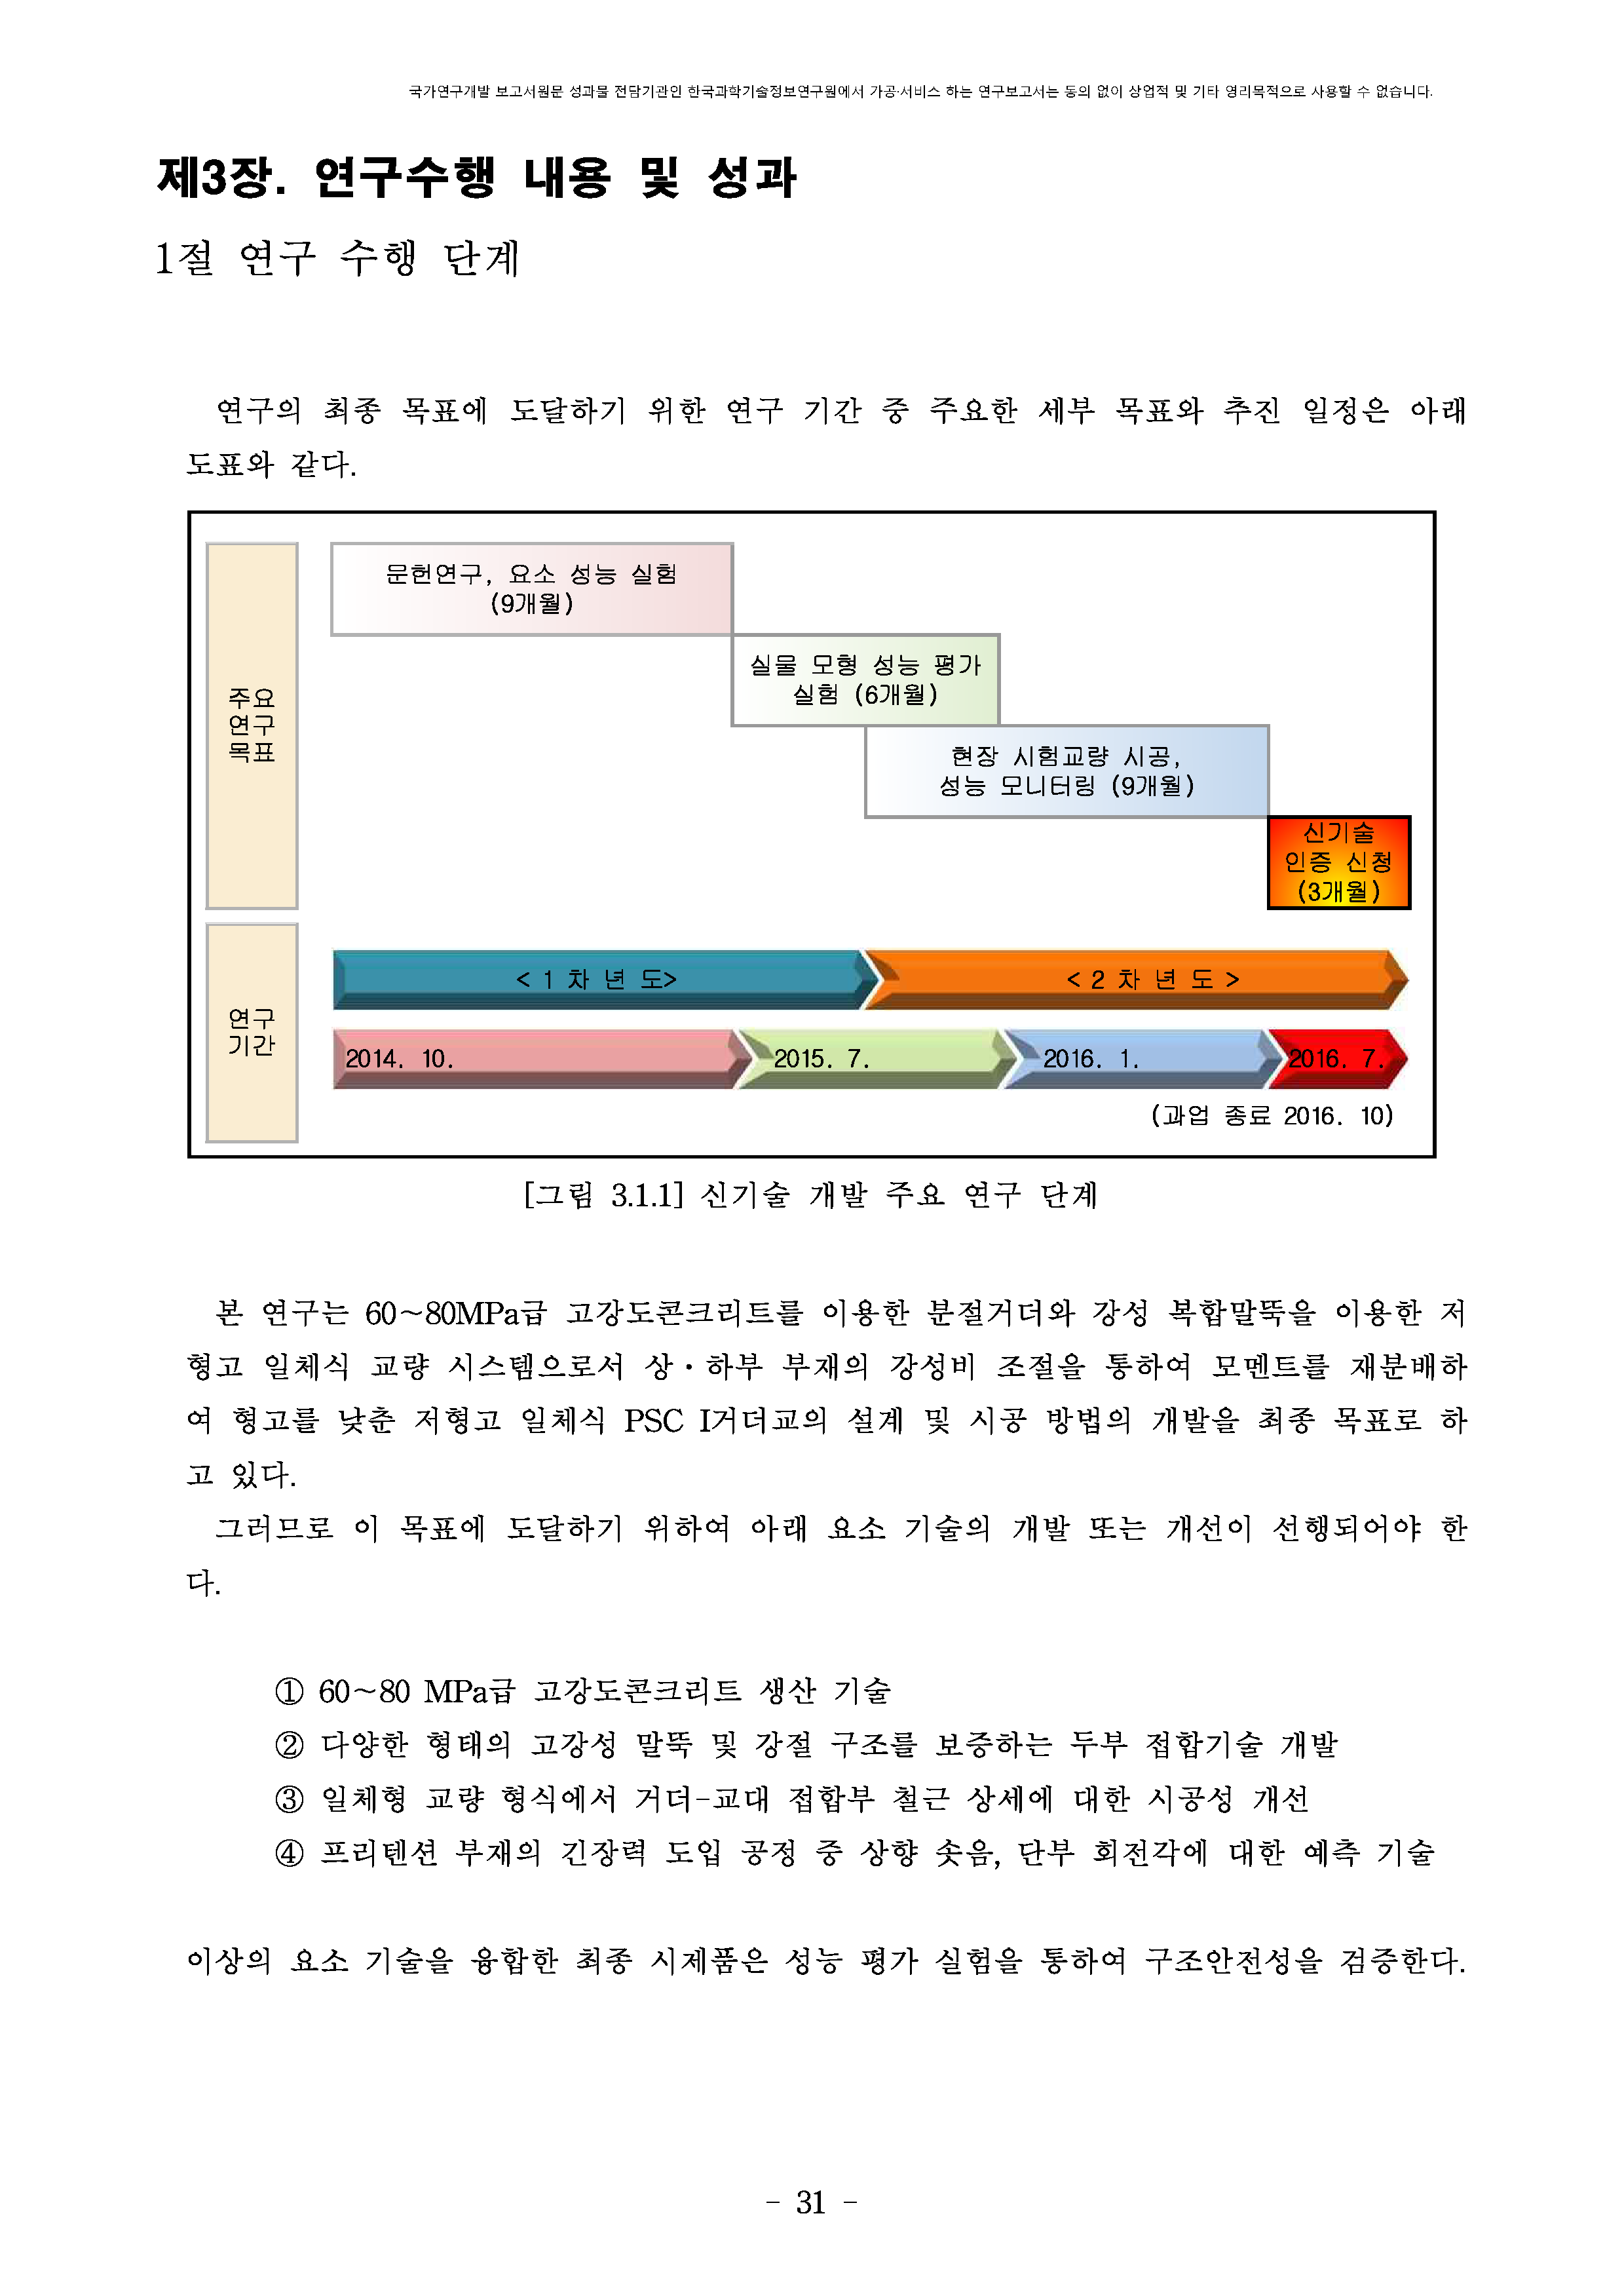 국가연구개발 보고서원문 성과물 전담기관인 한국과학기술정보연구원에서 가공·서비스 하는 연구보고서는 동의 없이 상업적 및 기타 영리목적으로 사용할 수 없습니다.
제3장. 연구수행 내용 및 성과
1절 연구 수행 단계
연구의 최종 목표에 도달하기 위한 연구 기간 중 주요한 세부 목표와 추진 일정은 아래
도표와 같다.
문헌연구, 요소 성능 실험
(9개월)
실물 모형 성능 평가
실험 (6개월)
주요
연구
목표
현장 시험교량 시공,
성능 모니터링 (9개월)
신기술
인증 신청
(3개월)
< 1 차 년 도>
< 2 차 년 도 >
연구
기간
2014. 10.
2015. 7.
2016. 1.
2016. 7.
(과업 종료 2016. 10)
[그림 3.1.1] 신기술 개발 주요 연구 단계
본 연구는 60~80MPa급 고강도콘크리트를 이용한 분절거더와 강성 복합말뚝을 이용한 저
형고 일체식 교량 시스템으로서 상·하부 부재의 강성비 조절을 통하여 모멘트를 재분배하
여 형고를 낮춘 저형고 일체식 PSC I거더교의 설계 및 시공 방법의 개발을 최종 목표로 하
고 있다.
그러므로 이 목표에 도달하기 위하여 아래 요소 기술의 개발 또는 개선이 선행되어야 한
다.
① 60~80 MPa급 고강도콘크리트 생산 기술
② 다양한 형태의 고강성 말뚝 및 강절 구조를 보증하는 두부 접합기술 개발
③ 일체형 교량 형식에서 거더-교대 접합부 철근 상세에 대한 시공성 개선
④ 프리텐션 부재의 긴장력 도입 공정 중 상향 솟음, 단부 회전각에 대한 예측 기술
이상의 요소 기술을 융합한 최종 시제품은 성능 평가 실험을 통하여 구조안전성을 검증한다.
- 31 -